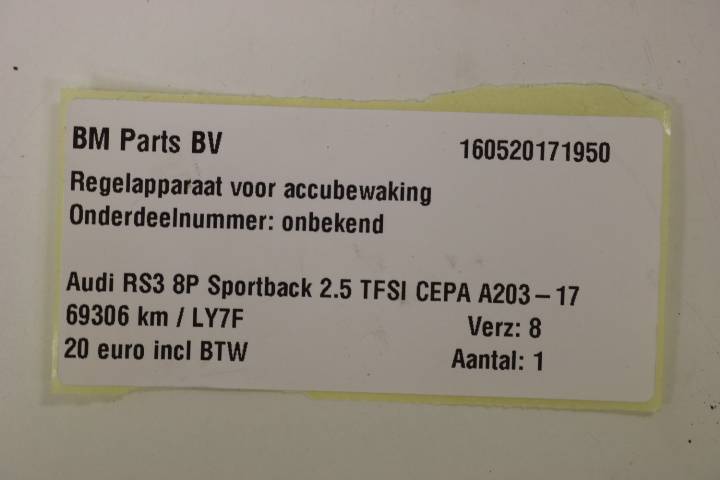 BM Parts BV 160520171950
Regelapparaat voor accubewaking
Onderdeelnummer: onbekend
Audi RS3 8P Sportback 2.5 TFSI CEPA A203-17
69306 km / LY7F Verz: 8
20 euro incl BTW Aantal: 1